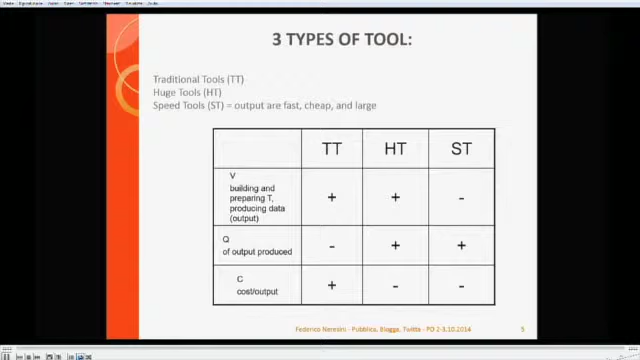 3 TYPES OF TOOL:
Traditional Tools (TT)
Huge Tools (HT)
Speed Tools (ST) = output are fast, cheap, and large
TT HT ST
V
building and
preparing T,
producing data
(output)
+ + -
Q
of output produced
- + +
C
cost/output
+ - -
Federico Neresini - Pubblico, Blogga, Twitta - PD 2-3.10.2014 5